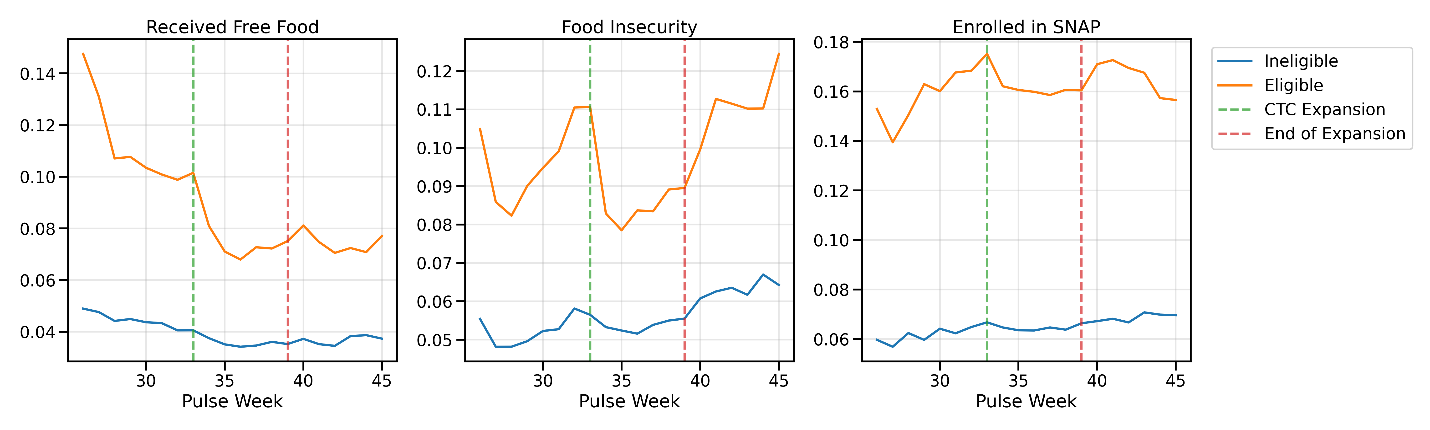 Received Free Food
0.14
0.12
0.10
0.08
0.06
0.04
30 35 40 45
Pulse Week
Food Insecurity
0.12
0.11
0.10
0.09
0.08
0.07
0.06
0.05
30 35 40 45
Pulse Week
Enrolled in SNAP
0.18
0.16
0.14
0.12
0.10
0.08
0.06
30 35 40 45
Pulse Week
Ineligible
Eligible
CTC Expansion
End of Expansion